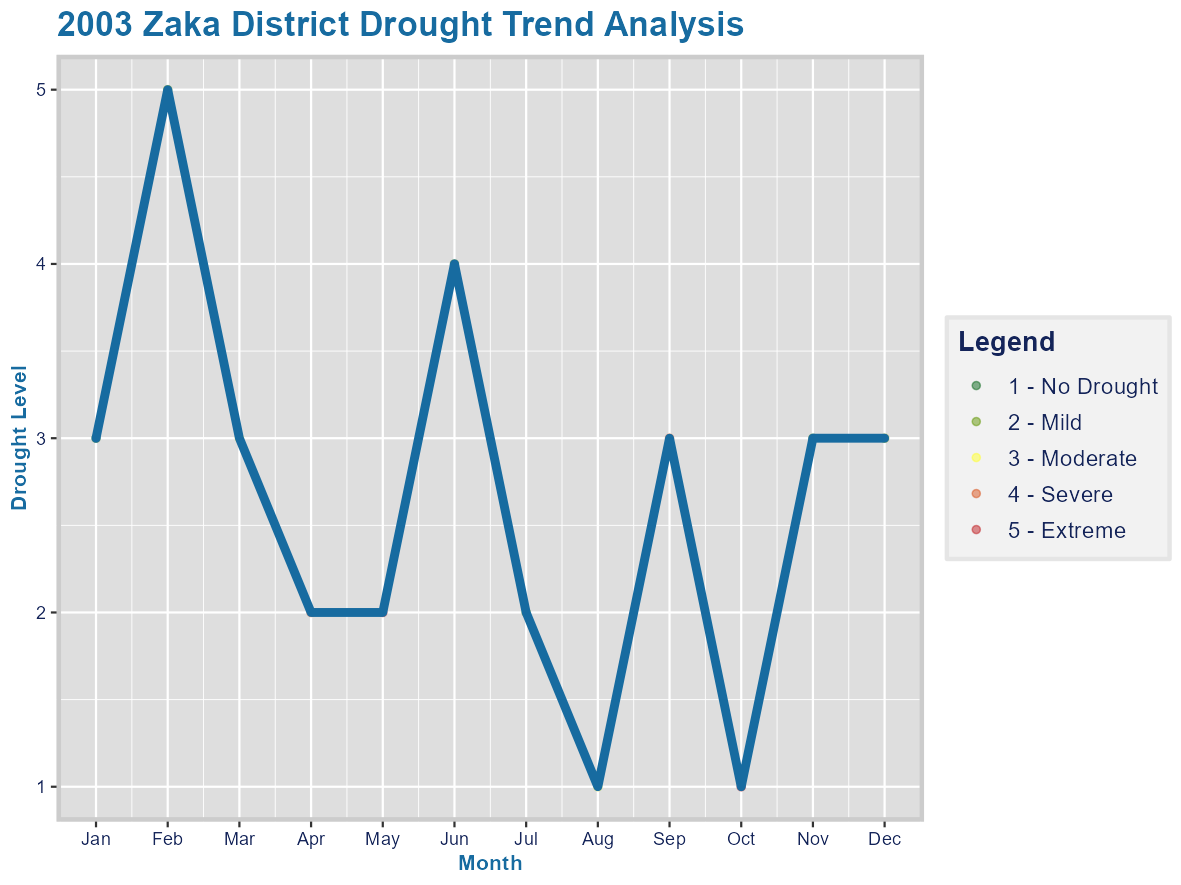 2003 Zaka District Drought Trend Analysis
Drought Level
5
4
3
2
1
Jan Feb Mar Apr May Jun Jul Aug Sep Oct Nov Dec
Month
Legend
1 - No Drought
2 - Mild
3 - Moderate
4 - Severe
5 - Extreme